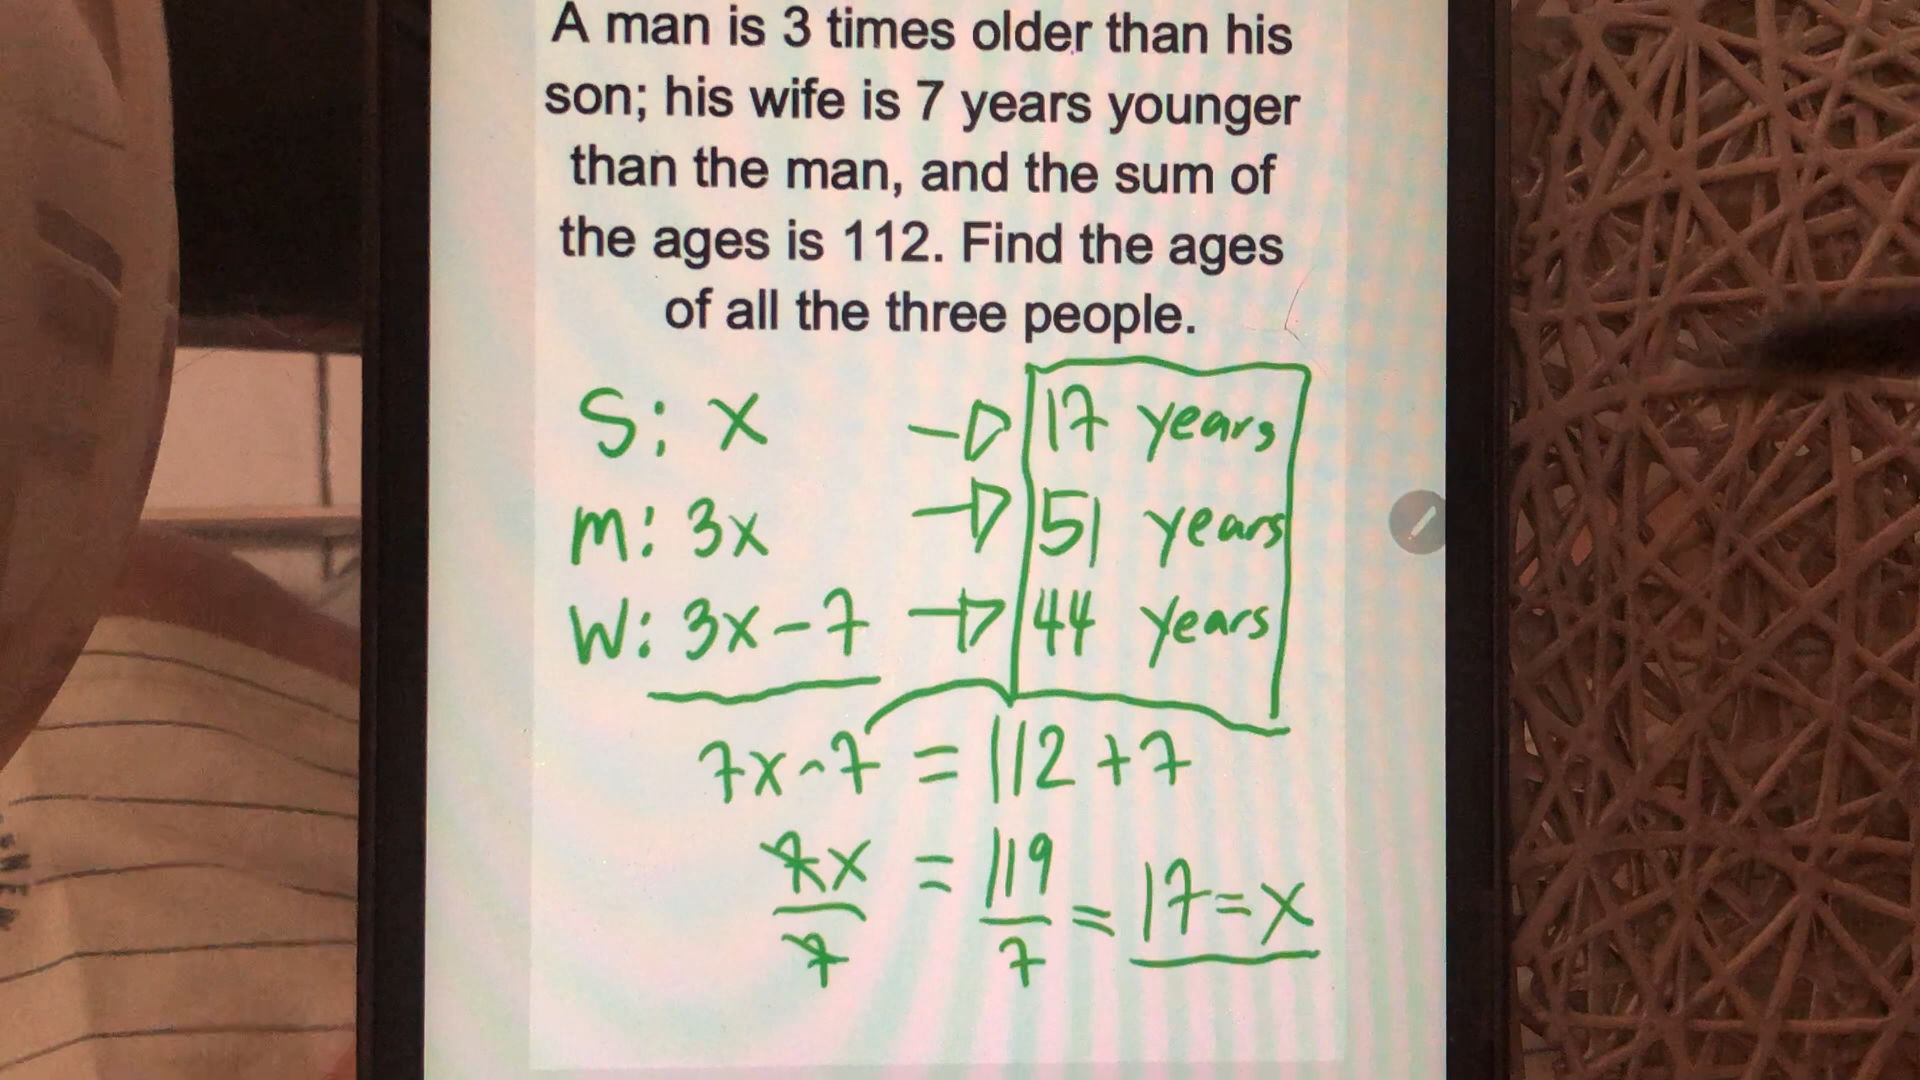 A man is 3 times older than his
son; his wife is 7 years younger
than the man, and the sum of
the ages is 112. Find the ages
of all the three people.
S: x → 17 years
m: 3x → 51 years
W: 3x-7 → 44 years
7x-7 = 112+7
7x/7 = 119/7 = 17=x